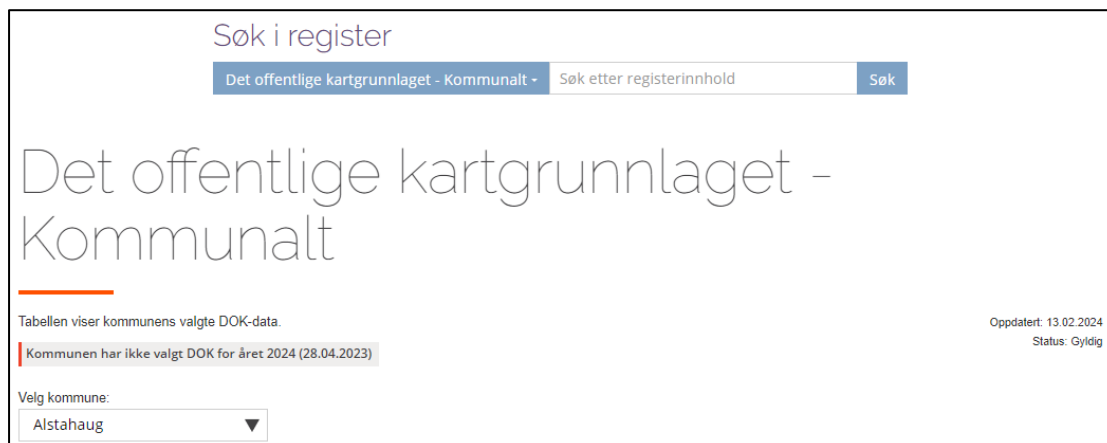 Søk i register
Det offentlige kartgrunnlaget - Kommunalt
Søk etter registerinnhold
Søk
Det offentlige kartgrunnlaget -
Kommunalt
Tabellen viser kommunens valgte DOK-data.
Oppdatert: 13.02.2024
Status: Gyldig
Kommunen har ikke valgt DOK for året 2024 (28.04.2023)
Velg kommune:
Alstahaug